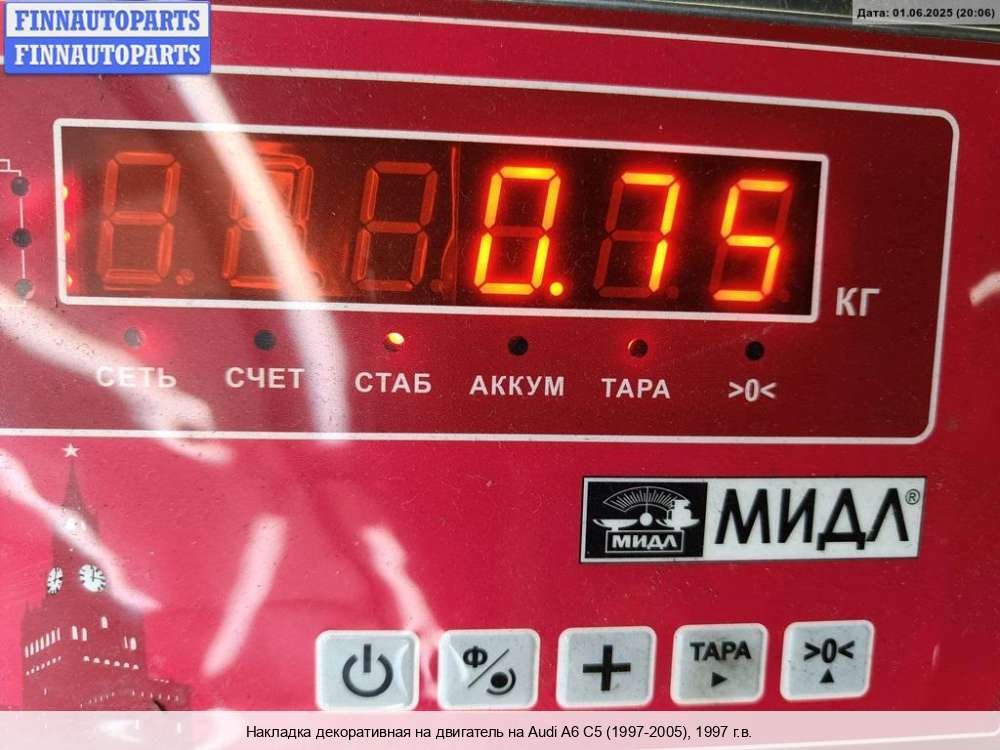 FINNAUTOPARTS
FINNAUTOPARTS
Дата: 01.06.2025 (20:06)
0.75
КГ
СЕТЬ СЧЕТ СТАБ АККУМ ТАРА >0<
МИДЛ МИДЛ®
Ф ТАРА >0<
Накладка декоративная на двигатель на Audi A6 C5 (1997-2005), 1997 г.в.